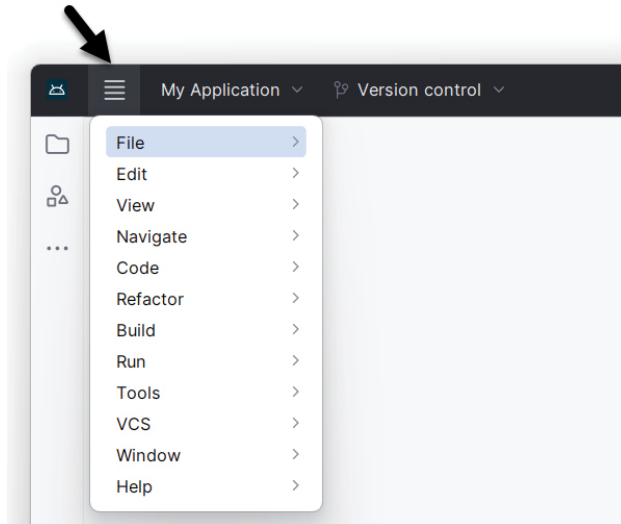 My Application Version control
File
Edit
View
Navigate
Code
Refactor
Build
Run
Tools
VCS
Window
Help